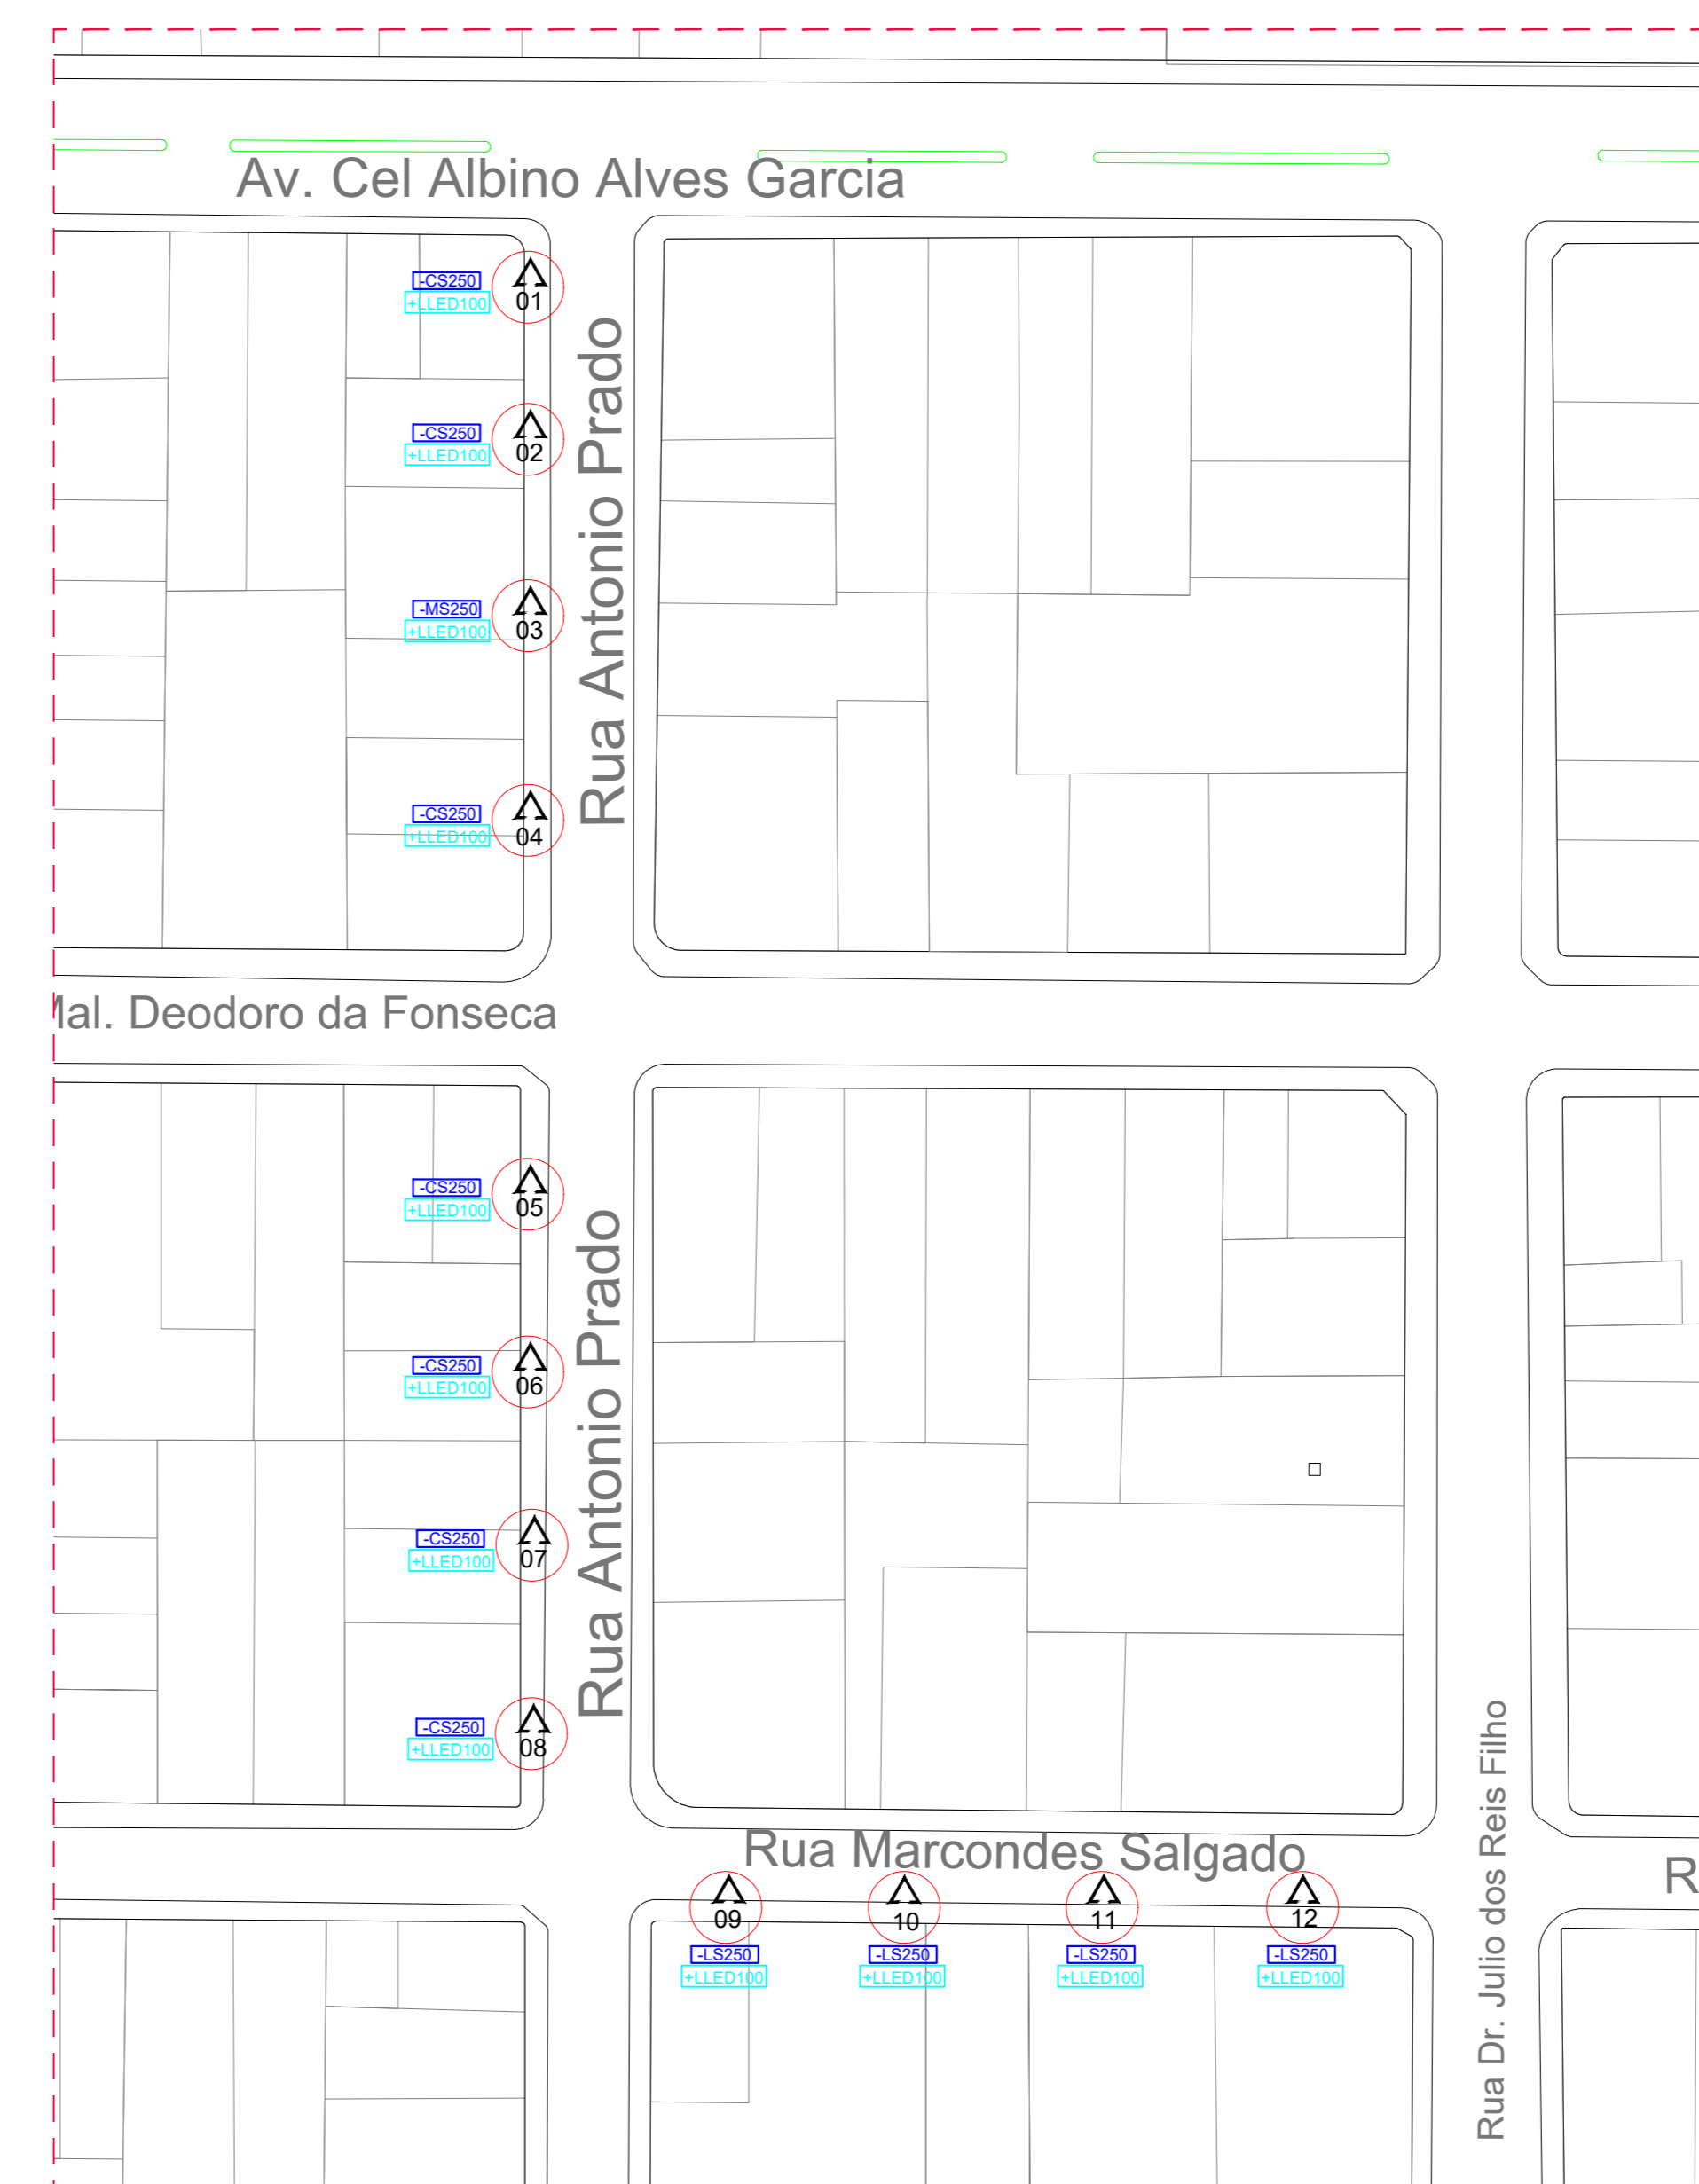 Av. Cel Albino Alves Garcia
-CS250
+LLED100
01
-CS250
+LLED100
02
Rua Antonio Prado
-MS250
+LLED100
03
-CS250
+LLED100
04
Mal. Deodoro da Fonseca
-CS250
+LLED100
05
-CS250
+LLED100
06
Rua Antonio Prado
-CS250
+LLED100
07
-CS250
+LLED100
08
Rua Marcondes Salgado
Rua Dr. Julio dos Reis Filho
R
09
-LS250
+LLED100
10
-LS250
+LLED100
11
-LS250
+LLED100
12
-LS250
+LLED100